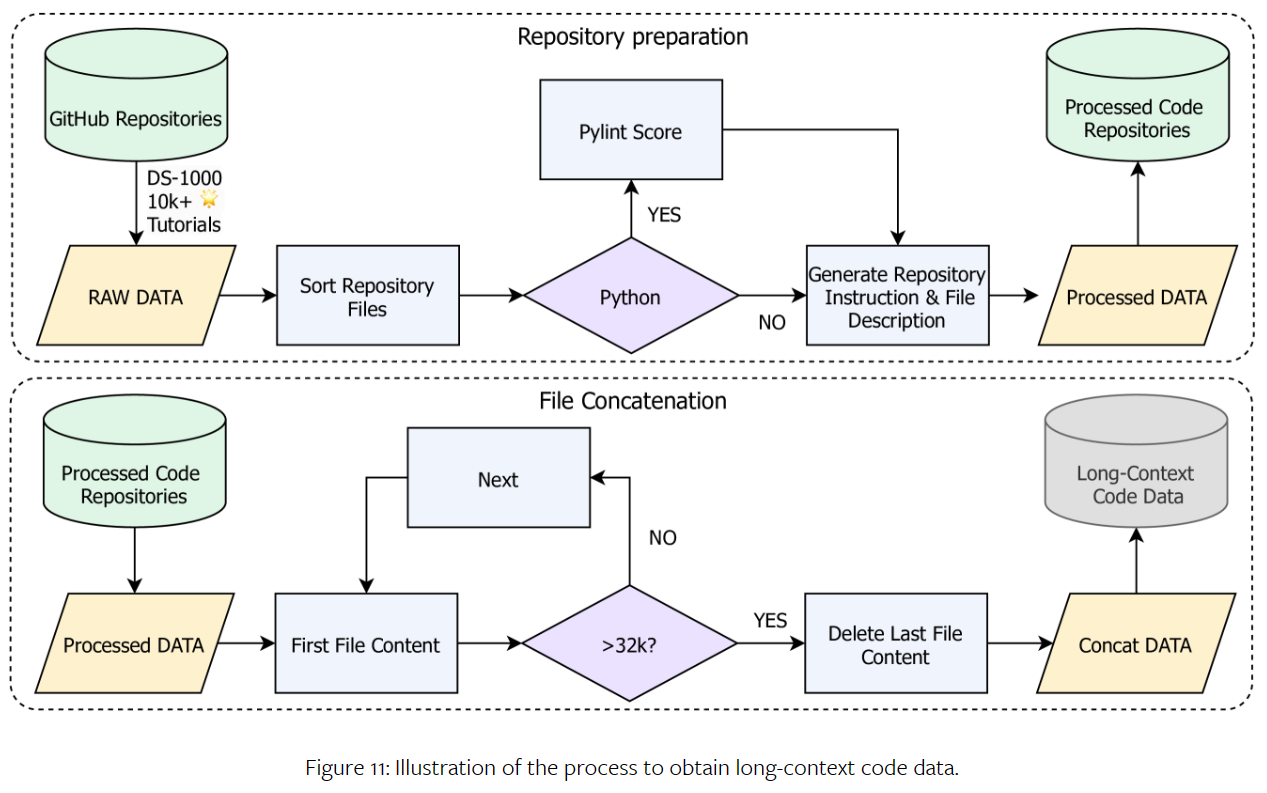 Repository preparation
GitHub Repositories
DS-1000
10k+ 🌟
Tutorials
RAW DATA
Sort Repository
Files
Pylint Score
YES
Python
NO
Generate Repository
Instruction & File
Description
Processed DATA
Processed Code
Repositories
File Concatenation
Processed Code
Repositories
Processed DATA
First File Content
Next
NO
>32k?
YES
Delete Last File
Content
Concat DATA
Long-Context
Code Data
Figure 11: Illustration of the process to obtain long-context code data.